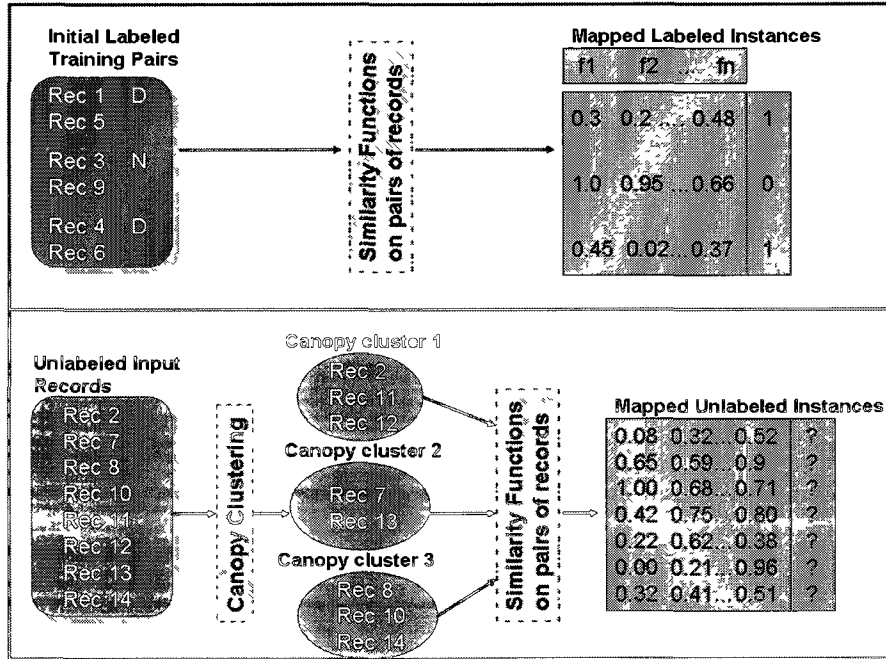 Initial Labeled
Training Pairs
Rec 1 D
Rec 5
Rec 3 N
Rec 9
Rec 4 D
Rec 6
Similarity Functions
on pairs of records
Mapped Labeled Instances
f1 f2 ... fn
0.3 0.2 .... 0.48 1
1.0 0.95 ... 0.66 0
0.45 0.02 ... 0.37 1
Unlabeled Input
Records
Rec 2
Rec 7
Rec 8
Rec 10
Rec 11
Rec 12
Rec 13
Rec 14
Canopy Clustering
Canopy cluster 1
Rec 2
Rec 11
Rec 12
Canopy cluster 2
Rec 7
Rec 13
Canopy cluster 3
Rec 8
Rec 10
Rec 14
Similarity Functions
on pairs of records
Mapped Unlabeled Instances
0.08 0.32 ... 0.52 ?
0.65 0.59 ... 0.9 ?
1.00 0.68 ... 0.71 ?
0.42 0.75 ... 0.80 ?
0.22 0.62 ... 0.38 ?
0.00 0.21 ... 0.96 ?
0.32 0.41 ... 0.51 ?